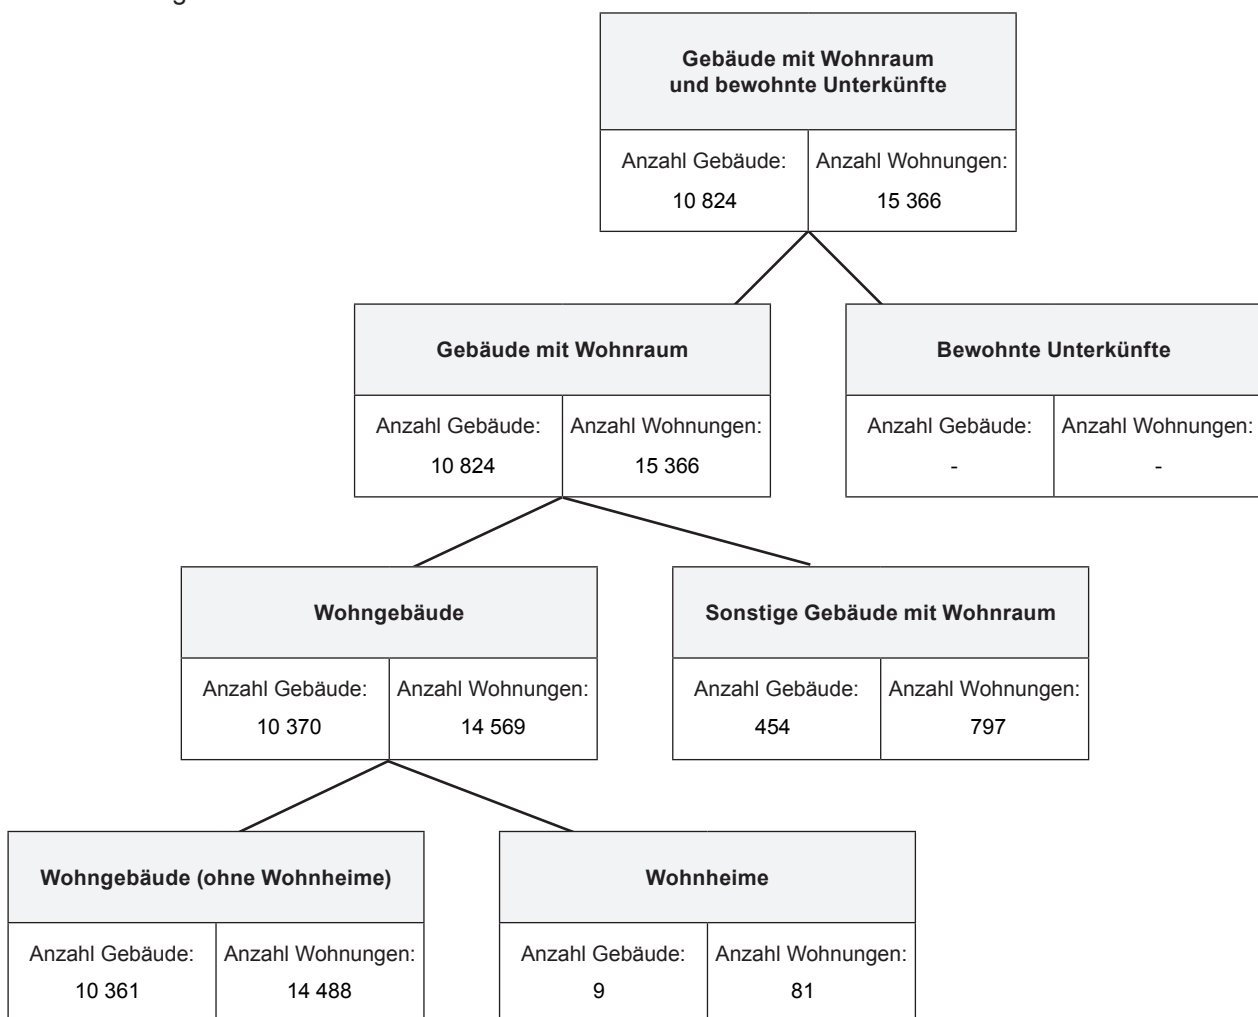 Gebäude mit Wohnraum
und bewohnte Unterkünfte
Anzahl Gebäude: Anzahl Wohnungen:
10 824 15 366
Gebäude mit Wohnraum
Anzahl Gebäude: Anzahl Wohnungen:
10 824 15 366
Bewohnte Unterkünfte
Anzahl Gebäude: Anzahl Wohnungen:
- -
Wohngebäude
Anzahl Gebäude: Anzahl Wohnungen:
10 370 14 569
Sonstige Gebäude mit Wohnraum
Anzahl Gebäude: Anzahl Wohnungen:
454 797
Wohngebäude (ohne Wohnheime)
Anzahl Gebäude: Anzahl Wohnungen:
10 361 14 488
Wohnheime
Anzahl Gebäude: Anzahl Wohnungen:
9 81